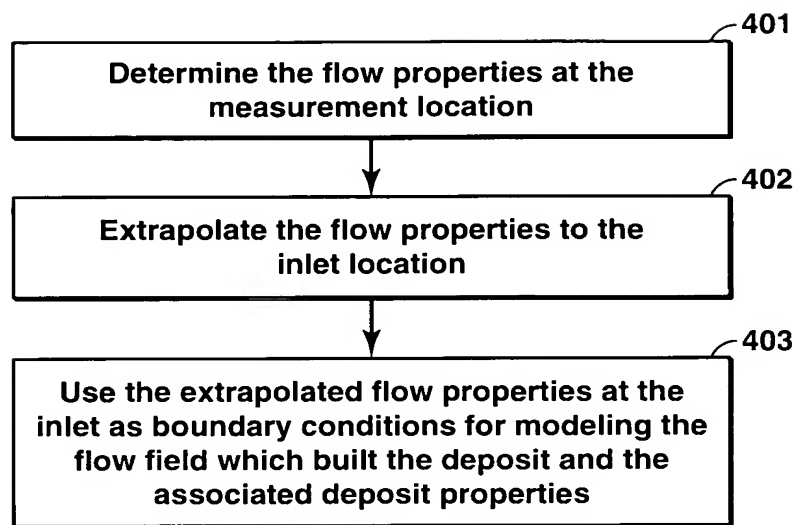 401
Determine the flow properties at the
measurement location
402
Extrapolate the flow properties to the
inlet location
403
Use the extrapolated flow properties at the
inlet as boundary conditions for modeling the
flow field which built the deposit and the
associated deposit properties